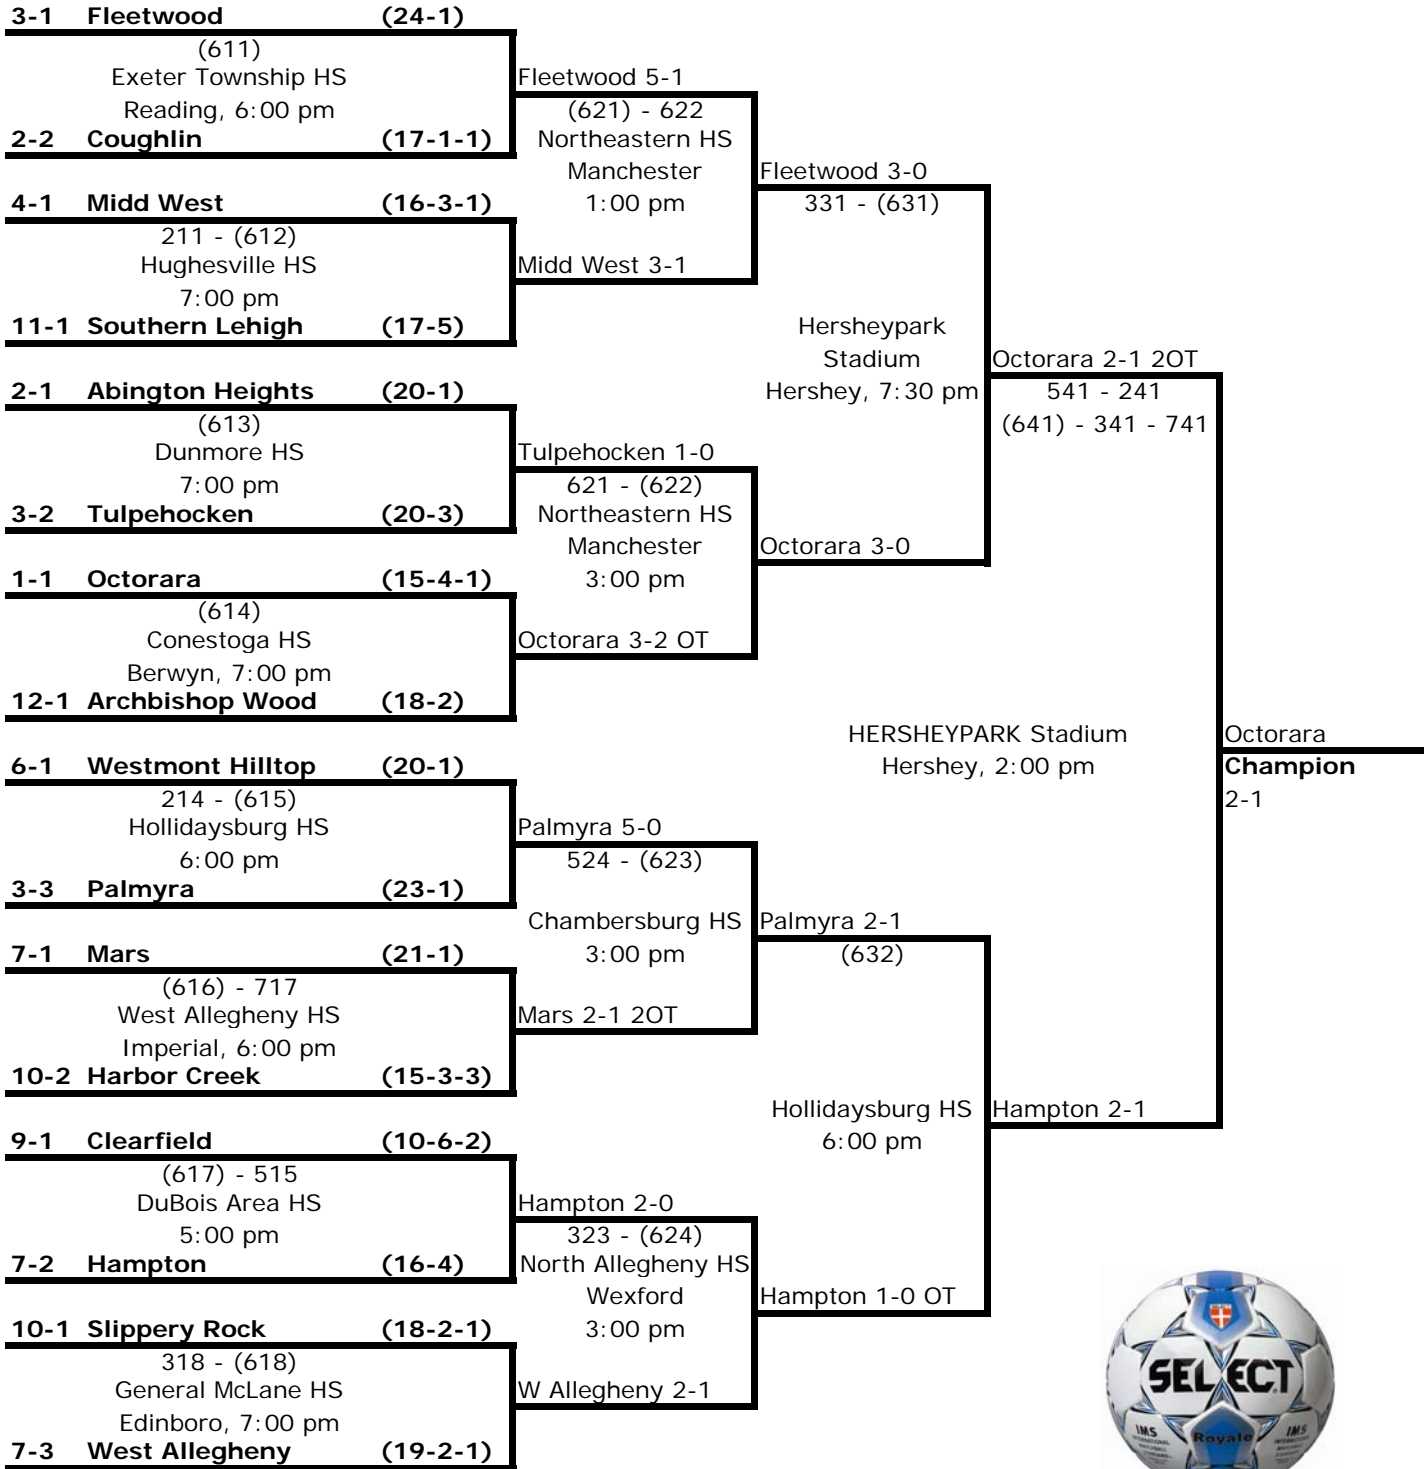 3-1 Fleetwood (24-1)
(611)
Exeter Township HS
Reading, 6:00 pm
2-2 Coughlin (17-1-1)
4-1 Midd West (16-3-1)
211 - (612)
Hughesville HS
7:00 pm
11-1 Southern Lehigh (17-5)
2-1 Abington Heights (20-1)
(613)
Dunmore HS
7:00 pm
3-2 Tulpehocken (20-3)
1-1 Octorara (15-4-1)
(614)
Conestoga HS
Berwyn, 7:00 pm
12-1 Archbishop Wood (18-2)
6-1 Westmont Hilltop (20-1)
214 - (615)
Hollidaysburg HS
6:00 pm
3-3 Palmyra (23-1)
7-1 Mars (21-1)
(616) - 717
West Allegheny HS
Imperial, 6:00 pm
10-2 Harbor Creek (15-3-3)
9-1 Clearfield (10-6-2)
(617) - 515
DuBois Area HS
5:00 pm
7-2 Hampton (16-4)
10-1 Slippery Rock (18-2-1)
318 - (618)
General McLane HS
Edinboro, 7:00 pm
7-3 West Allegheny (19-2-1)
Fleetwood 5-1
(621) - 622
Northeastern HS
Manchester
1:00 pm
Midd West 3-1
Tulpehocken 1-0
621 - (622)
Northeastern HS
Manchester
3:00 pm
Octorara 3-2 OT
Palmyra 5-0
524 - (623)
Chambersburg HS
3:00 pm
Mars 2-1 2OT
Hampton 2-0
323 - (624)
North Allegheny HS
Wexford
3:00 pm
W Allegheny 2-1
Fleetwood 3-0
331 - (631)
Hersheypark
Stadium
Hershey, 7:30 pm
Octorara 3-0
Palmyra 2-1
(632)
Hollidaysburg HS
6:00 pm
Hampton 1-0 OT
Octorara 2-1 2OT
541 - 241
(641) - 341 - 741
HERSHEYPARK Stadium
Hershey, 2:00 pm
Hampton 2-1
Octorara
Champion
2-1
SELECT
IMS
Royale
IMS